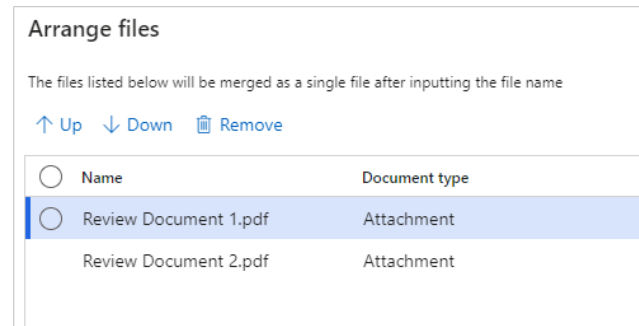 Arrange files
The files listed below will be merged as a single file after inputting the file name
Up Down Remove
Name Document type
Review Document 1.pdf Attachment
Review Document 2.pdf Attachment